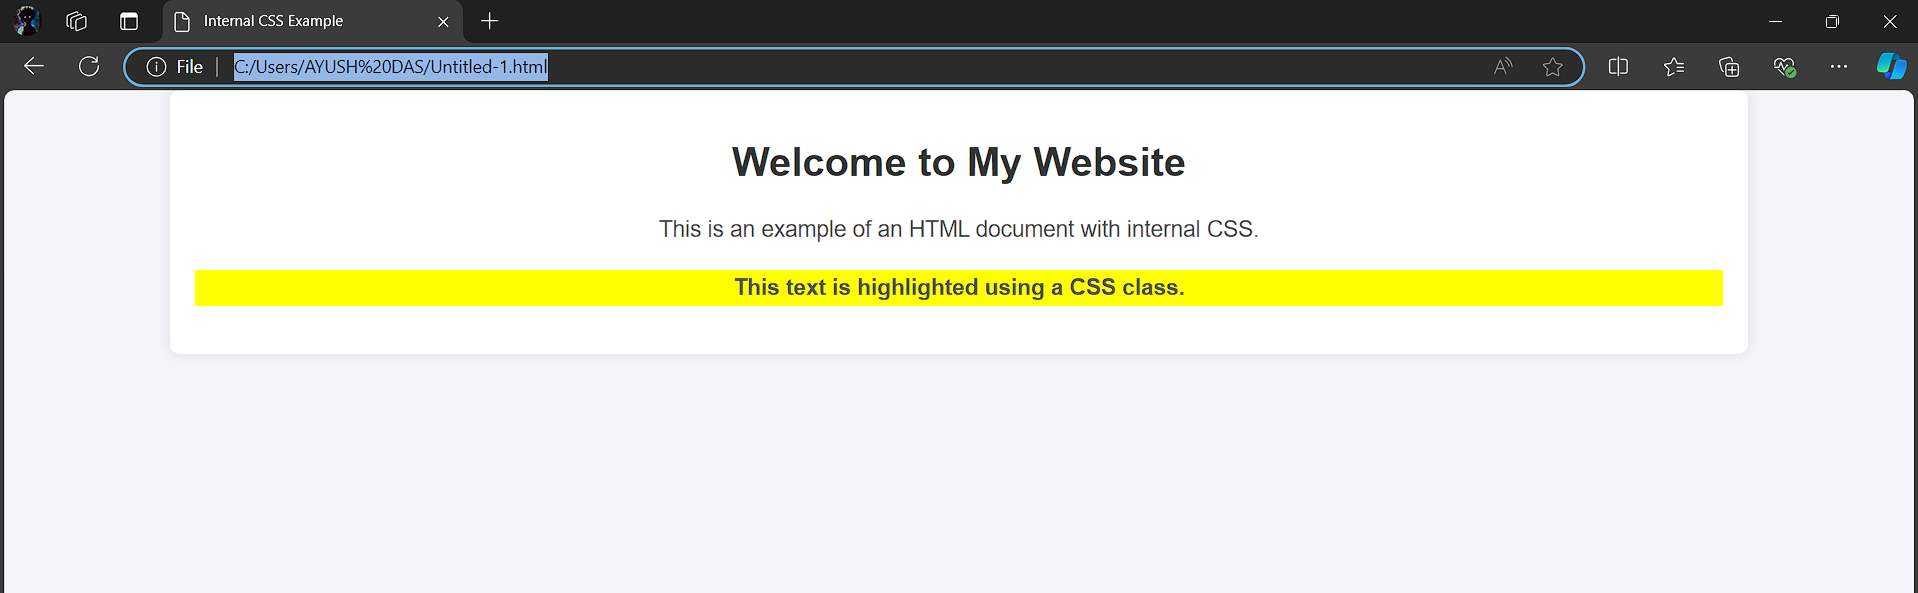 Internal CSS Example
File
C:/Users/AYUSH%20DAS/Untitled-1.html
Welcome to My Website
This is an example of an HTML document with internal CSS.
This text is highlighted using a CSS class.